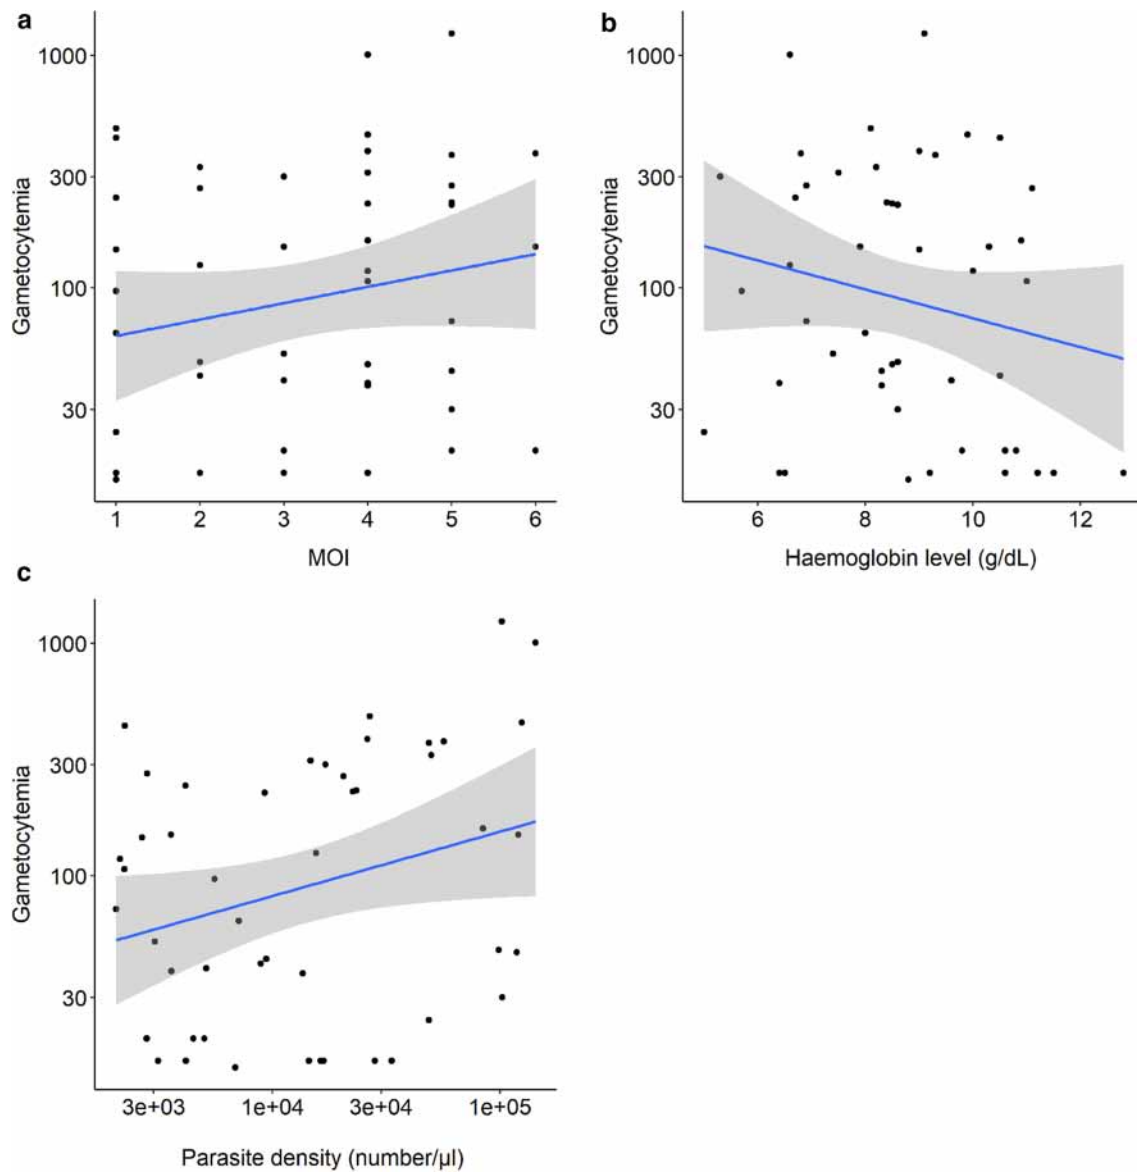 a
1000
300
100
30
Gametocytemia
1 2 3 4 5 6
MOI
b
1000
300
100
30
Gametocytemia
6 8 10 12
Haemoglobin level (g/dL)
c
1000
300
100
30
Gametocytemia
3e+03 1e+04 3e+04 1e+05
Parasite density (number/µl)